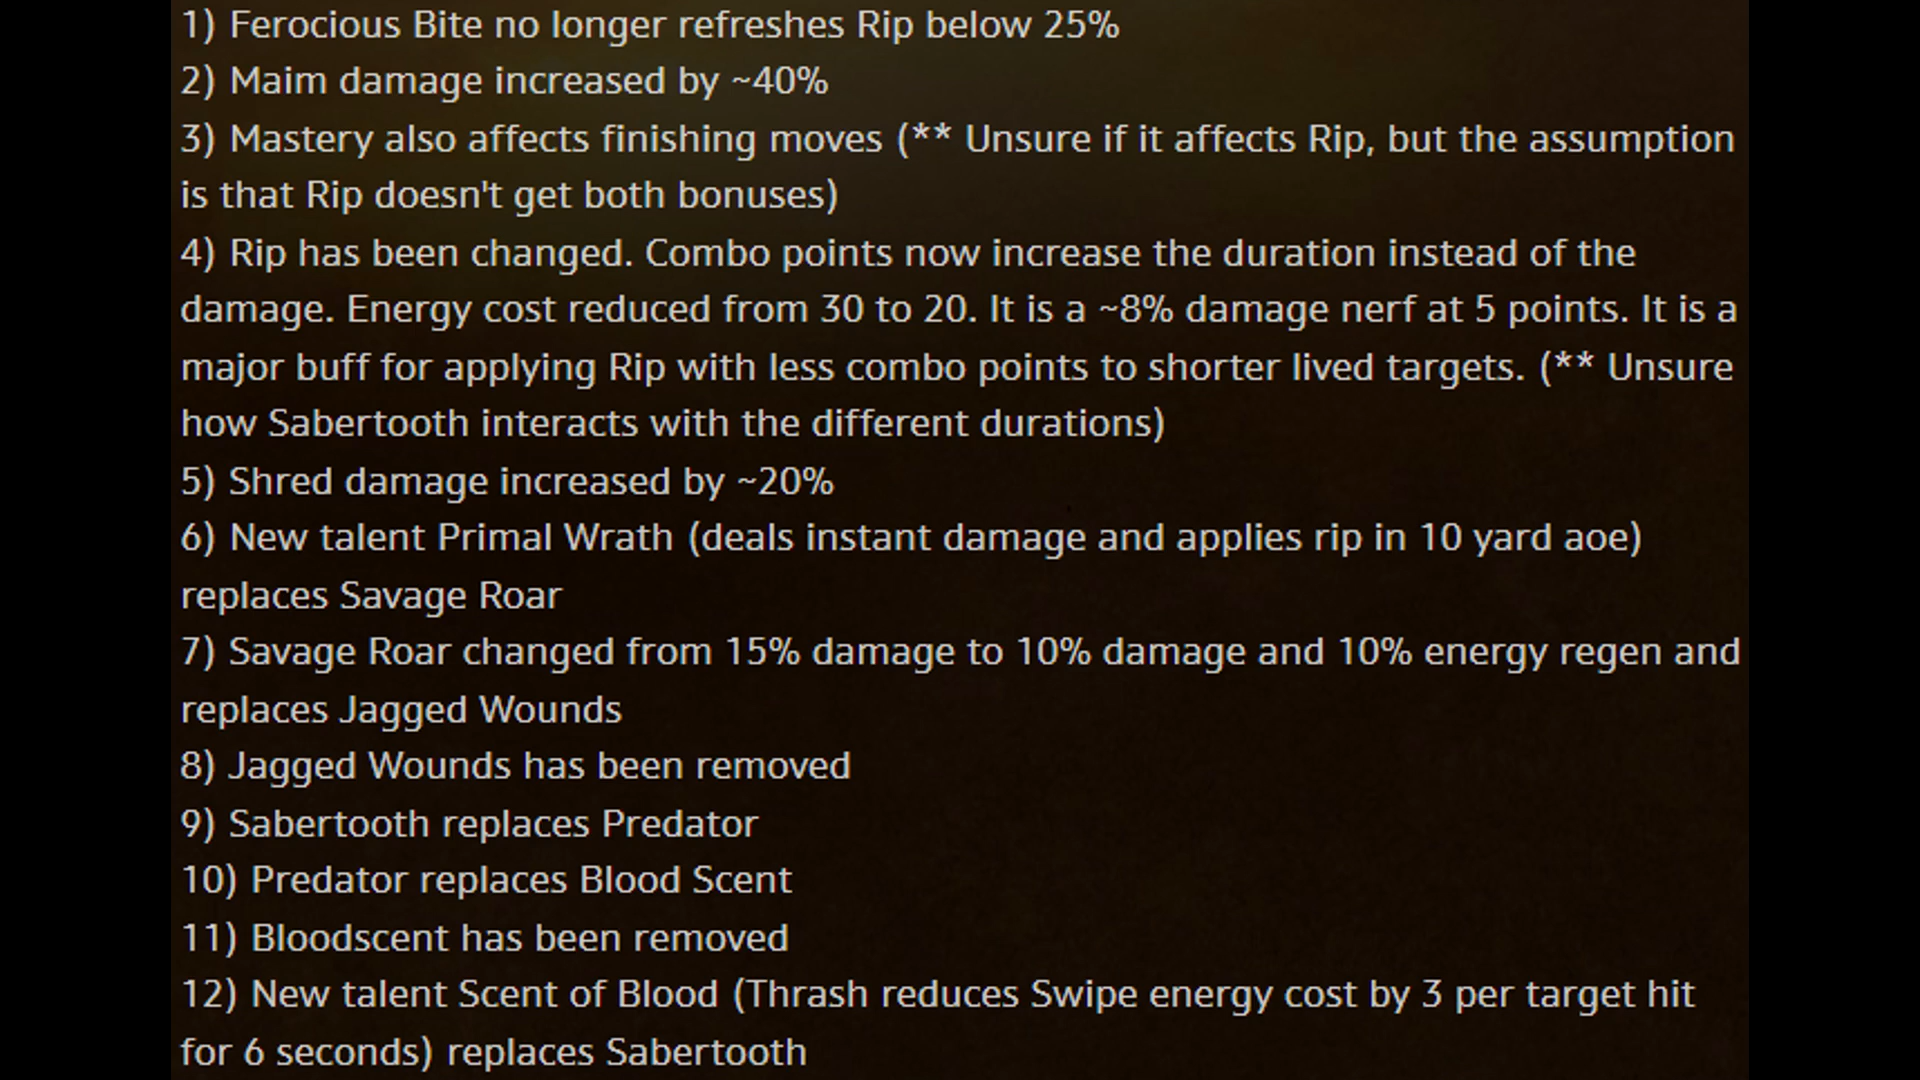 1) Ferocious Bite no longer refreshes Rip below 25%
2) Maim damage increased by ~40%
3) Mastery also affects finishing moves (** Unsure if it affects Rip, but the assumption
is that Rip doesn't get both bonuses)
4) Rip has been changed. Combo points now increase the duration instead of the
damage. Energy cost reduced from 30 to 20. It is a ~8% damage nerf at 5 points. It is a
major buff for applying Rip with less combo points to shorter lived targets. (** Unsure
how Sabertooth interacts with the different durations)
5) Shred damage increased by ~20%
6) New talent Primal Wrath (deals instant damage and applies rip in 10 yard aoe)
replaces Savage Roar
7) Savage Roar changed from 15% damage to 10% damage and 10% energy regen and
replaces Jagged Wounds
8) Jagged Wounds has been removed
9) Sabertooth replaces Predator
10) Predator replaces Blood Scent
11) Bloodscent has been removed
12) New talent Scent of Blood (Thrash reduces Swipe energy cost by 3 per target hit
for 6 seconds) replaces Sabertooth